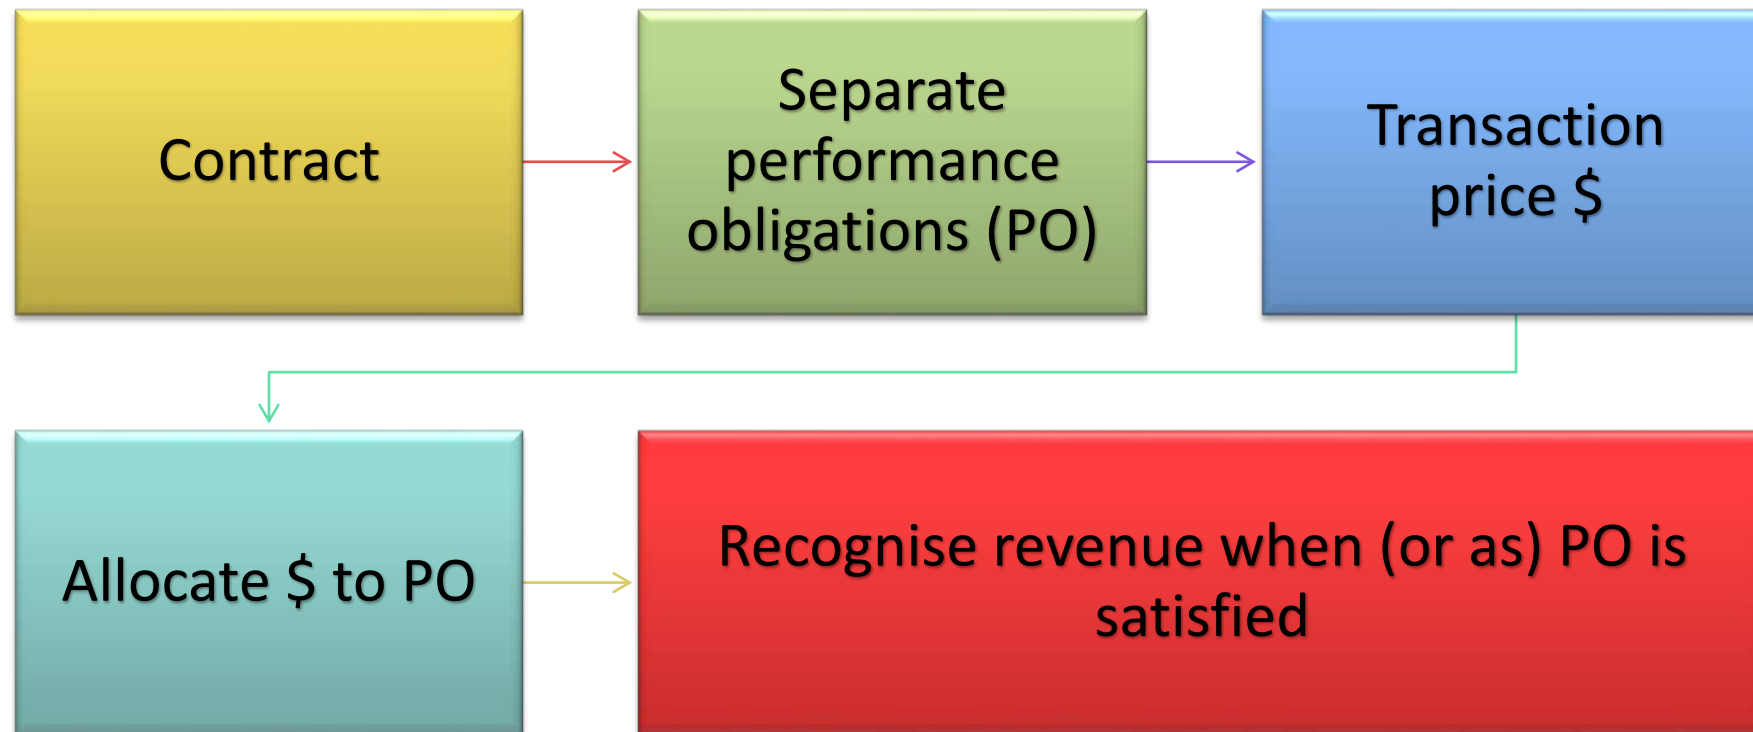 Contract
Separate
performance
obligations (PO)
Transaction
price $
Allocate $ to PO
Recognise revenue when (or as) PO is
satisfied